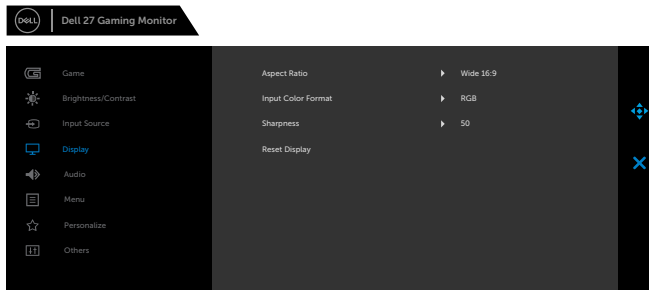 DELL
Dell 27 Gaming Monitor
Game
Brightness/Contrast
Input Source
Display
Audio
Menu
Personalize
Others
Aspect Ratio Wide 16:9
Input Color Format RGB
Sharpness 50
Reset Display